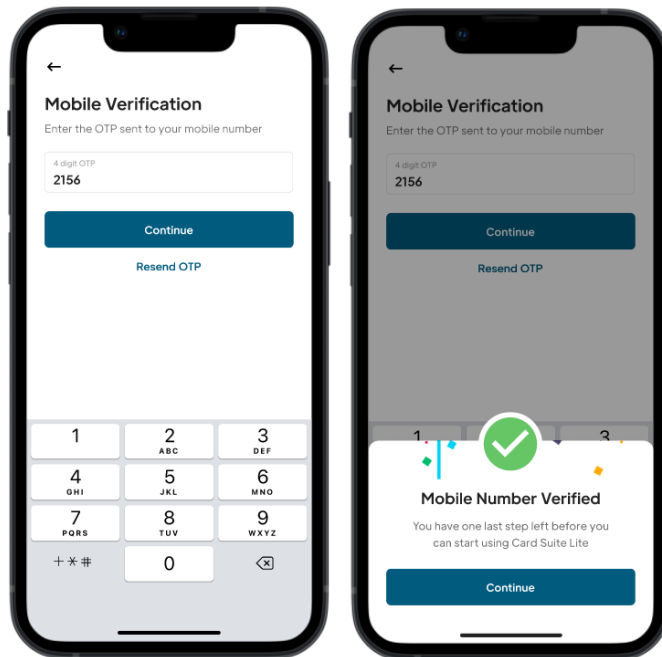 Mobile Verification
Enter the OTP sent to your mobile number
4 digit OTP
2156
Continue
Resend OTP
1
2
ABC
3
DEF
4
GHI
5
JKL
6
MNO
7
PQRS
8
TUV
9
WXYZ
+*#
0
Mobile Verification
Enter the OTP sent to your mobile number
4 digit OTP
2156
Continue
Resend OTP
1
3
Mobile Number Verified
You have one last step left before you
can start using Card Suite Lite
Continue